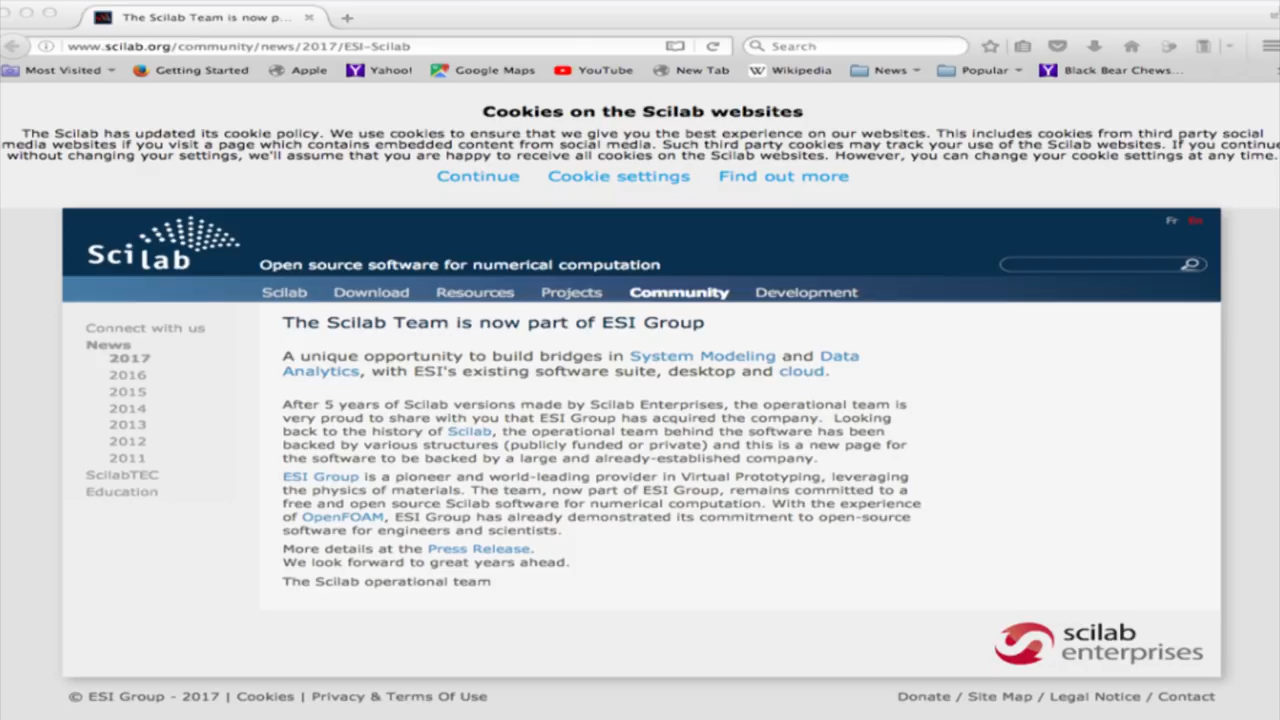 The Scilab Team is now p...
www.scilab.org/community/news/2017/ESI-Scilab
Search
Most Visited
Getting Started
Apple
Yahoo!
Google Maps
YouTube
New Tab
Wikipedia
News
Popular
Black Bear Chews...
Cookies on the Scilab websites
The Scilab has updated its cookie policy. We use cookies to ensure that we give you the best experience on our websites. This includes cookies from third party social
media websites if you visit a page which contains embedded content from social media. Such third party cookies may track your use of the Scilab websites. If you continue
without changing your settings, we'll assume that you are happy to receive all cookies on the Scilab websites. However, you can change your cookie settings at any time.
Continue Cookie settings Find out more
Fr En
Scilab
Open source software for numerical computation
Scilab Download Resources Projects Community Development
Connect with us
News
2017
2016
2015
2014
2013
2012
2011
ScilabTEC
Education
The Scilab Team is now part of ESI Group
A unique opportunity to build bridges in System Modeling and Data
Analytics, with ESI's existing software suite, desktop and cloud.
After 5 years of Scilab versions made by Scilab Enterprises, the operational team is
very proud to share with you that ESI Group has acquired the company. Looking
back to the history of Scilab, the operational team behind the software has been
backed by various structures (publicly funded or private) and this is a new page for
the software to be backed by a large and already-established company.
ESI Group is a pioneer and world-leading provider in Virtual Prototyping, leveraging
the physics of materials. The team, now part of ESI Group, remains committed to a
free and open source Scilab software for numerical computation. With the experience
of OpenFOAM, ESI Group has already demonstrated its commitment to open-source
software for engineers and scientists.
More details at the Press Release.
We look forward to great years ahead.
The Scilab operational team
scilab
enterprises
© ESI Group - 2017 | Cookies | Privacy & Terms Of Use
Donate / Site Map / Legal Notice / Contact